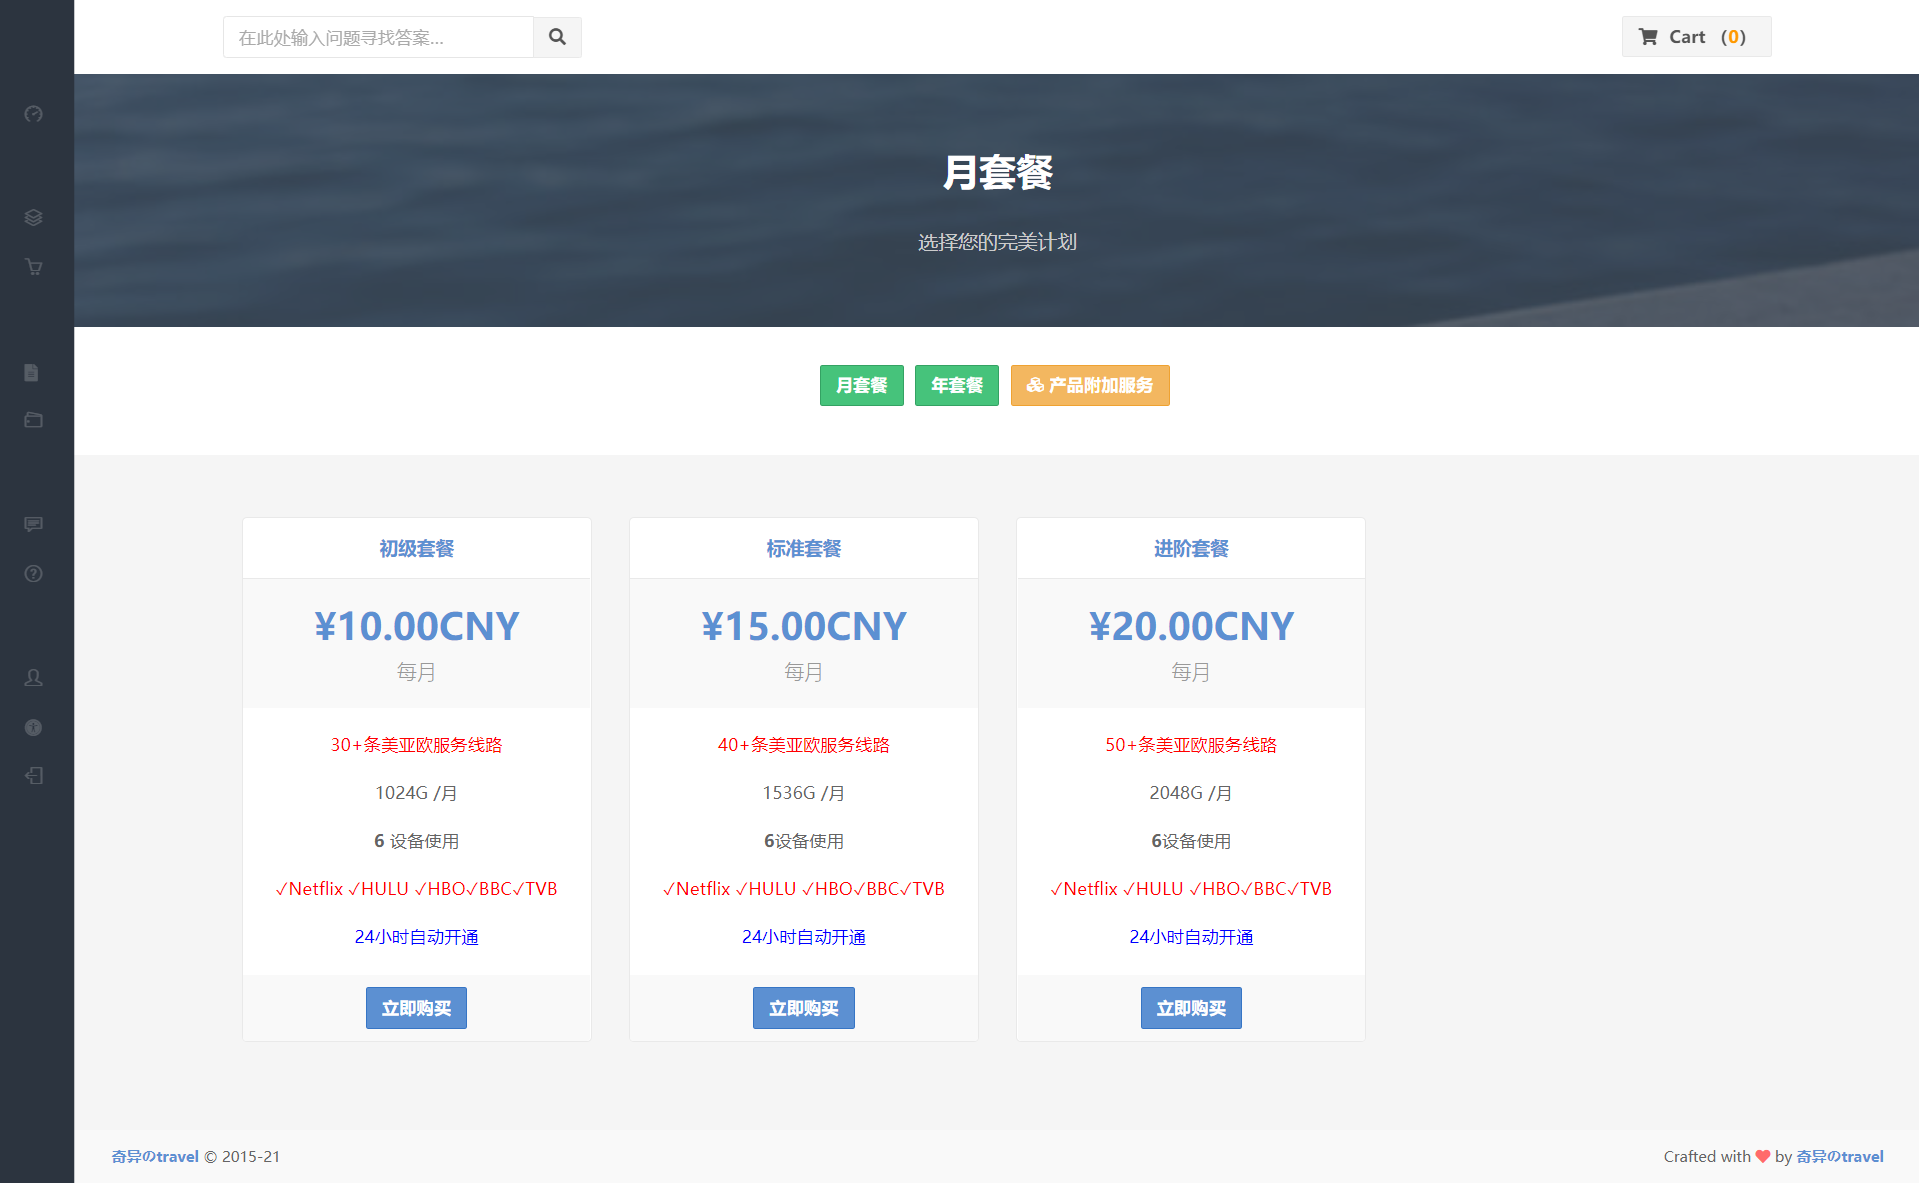 在此处输入问题寻找答案...
Cart (0)
月套餐
选择您的完美计划
月套餐 年套餐 产品附加服务
初级套餐
¥10.00CNY
每月
30+条美亚欧服务线路
1024G /月
6 设备使用
✓Netflix ✓HULU ✓HBO✓BBC✓TVB
24小时自动开通
立即购买
标准套餐
¥15.00CNY
每月
40+条美亚欧服务线路
1536G /月
6设备使用
✓Netflix ✓HULU ✓HBO✓BBC✓TVB
24小时自动开通
立即购买
进阶套餐
¥20.00CNY
每月
50+条美亚欧服务线路
2048G /月
6设备使用
✓Netflix ✓HULU ✓HBO✓BBC✓TVB
24小时自动开通
立即购买
奇异のtravel © 2015-21
Crafted with ❤ by 奇异のtravel